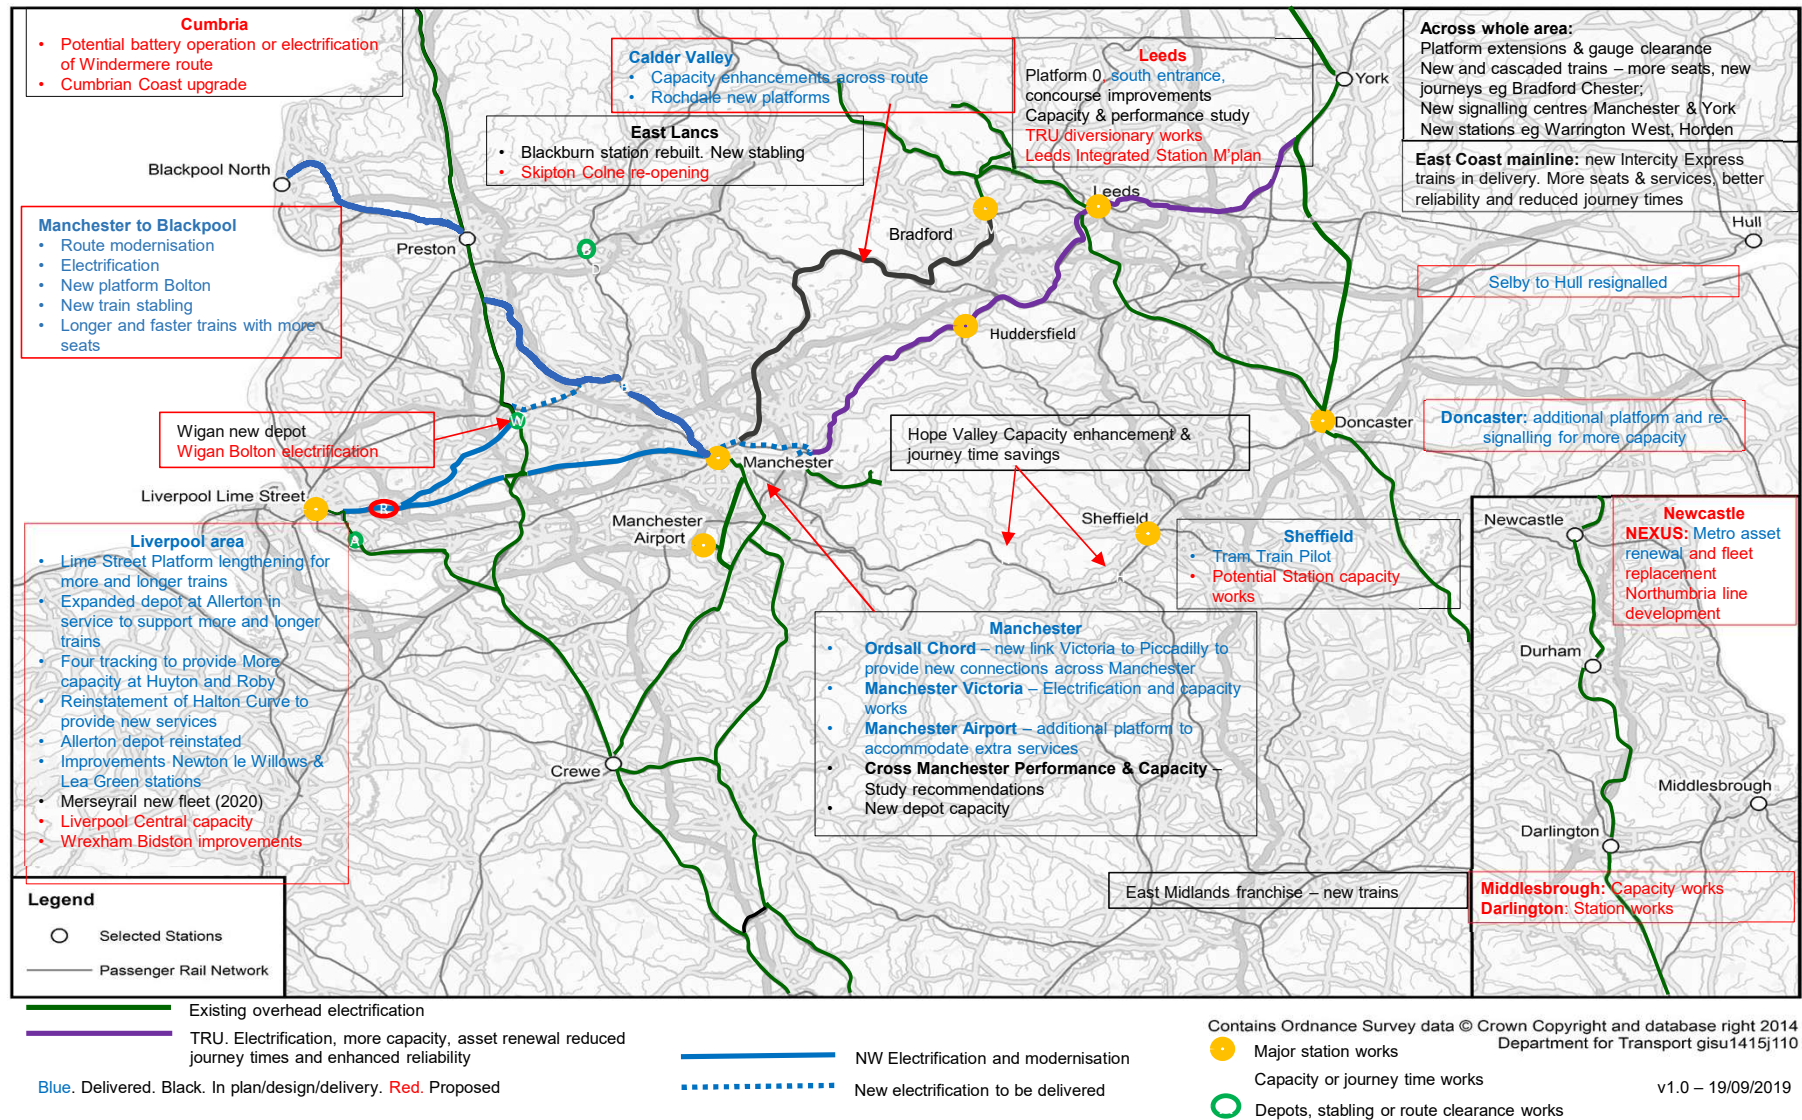 Cumbria
• Potential battery operation or electrification
of Windermere route
• Cumbrian Coast upgrade
Calder Valley
• Capacity enhancements across route
• Rochdale new platforms
Leeds
Platform 0, south entrance,
concourse improvements
Capacity & performance study
TRU diversionary works
Leeds Integrated Station M'plan
Across whole area:
Platform extensions & gauge clearance
New and cascaded trains – more seats, new
journeys eg Bradford Chester;
New signalling centres Manchester & York
New stations eg Warrington West, Horden
York
East Lancs
• Blackburn station rebuilt. New stabling
• Skipton Colne re-opening
East Coast mainline: new Intercity Express
trains in delivery. More seats & services, better
reliability and reduced journey times
Blackpool North
Leeds
Hull
Manchester to Blackpool
• Route modernisation
• Electrification
• New platform Bolton
• New train stabling
• Longer and faster trains with more
seats
Preston
D
Bradford
Selby to Hull resignalled
Huddersfield
Wigan new depot
Wigan Bolton electrification
W
Hope Valley Capacity enhancement &
journey time savings
Doncaster
Doncaster: additional platform and re-
signalling for more capacity
Manchester
Liverpool Lime Street
R
A
Manchester
Airport
Sheffield
Sheffield
• Tram Train Pilot
• Potential Station capacity
works
Newcastle
Newcastle
NEXUS: Metro asset
renewal and fleet
replacement
Northumbria line
development
Liverpool area
• Lime Street Platform lengthening for
more and longer trains
• Expanded depot at Allerton in
service to support more and longer
trains
• Four tracking to provide More
capacity at Huyton and Roby
• Reinstatement of Halton Curve to
provide new services
• Allerton depot reinstated
• Improvements Newton le Willows &
Lea Green stations
• Merseyrail new fleet (2020)
• Liverpool Central capacity
• Wrexham Bidston improvements
Manchester
• Ordsall Chord – new link Victoria to Piccadilly to
provide new connections across Manchester
• Manchester Victoria – Electrification and capacity
works
• Manchester Airport – additional platform to
accommodate extra services
• Cross Manchester Performance & Capacity –
Study recommendations
• New depot capacity
Durham
Crewe
Middlesbrough
Darlington
East Midlands franchise – new trains
Middlesbrough: Capacity works
Darlington: Station works
Legend
Selected Stations
Passenger Rail Network
Existing overhead electrification
TRU. Electrification, more capacity, asset renewal reduced
journey times and enhanced reliability
Blue. Delivered. Black. In plan/design/delivery. Red. Proposed
NW Electrification and modernisation
New electrification to be delivered
Contains Ordnance Survey data © Crown Copyright and database right 2014
Department for Transport gisu1415j110
Major station works
Capacity or journey time works
Depots, stabling or route clearance works
v1.0 – 19/09/2019